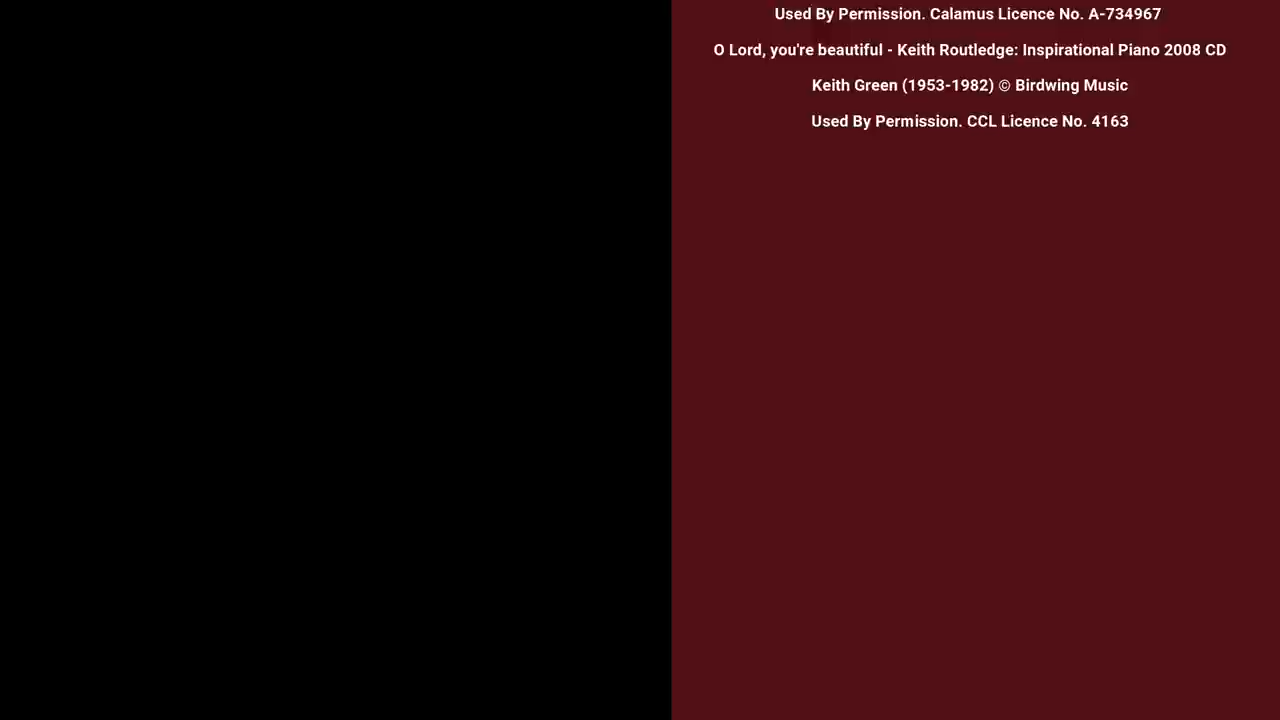 Used By Permission. Calamus Licence No. A-734967
O Lord, you're beautiful - Keith Routledge: Inspirational Piano 2008 CD
Keith Green (1953-1982) © Birdwing Music
Used By Permission. CCL Licence No. 4163